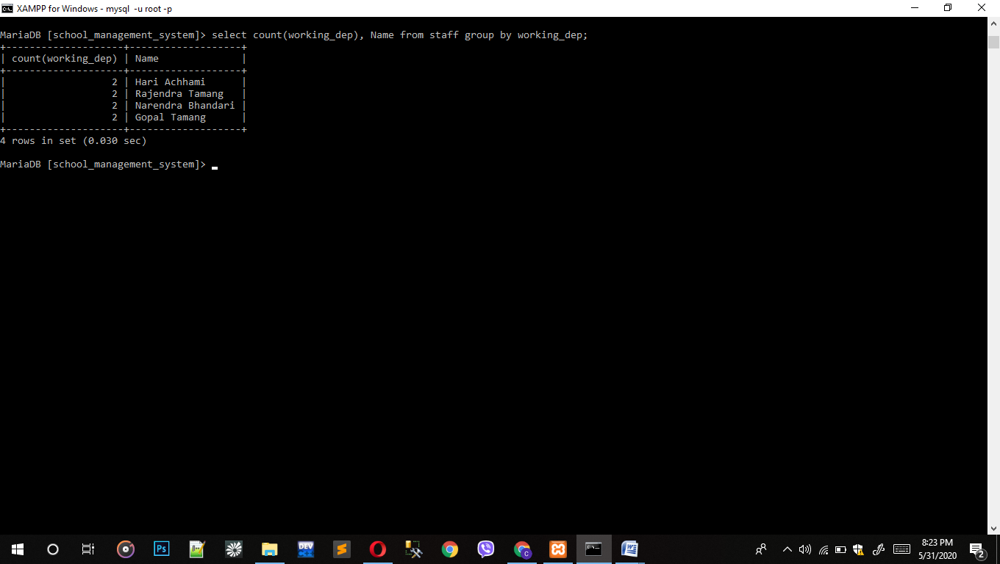 XAMPP for Windows - mysql  -u root -p
MariaDB [school_management_system]> select count(working_dep), Name from staff group by working_dep;
+--------------------+-------------------+
| count(working_dep) | Name              |
+--------------------+-------------------+
|                  2 | Hari Achhami      |
|                  2 | Rajendra Tamang   |
|                  2 | Narendra Bhandari |
|                  2 | Gopal Tamang      |
+--------------------+-------------------+
4 rows in set (0.030 sec)
MariaDB [school_management_system]>
Ps
DEV
C
8:23 PM
5/31/2020
2